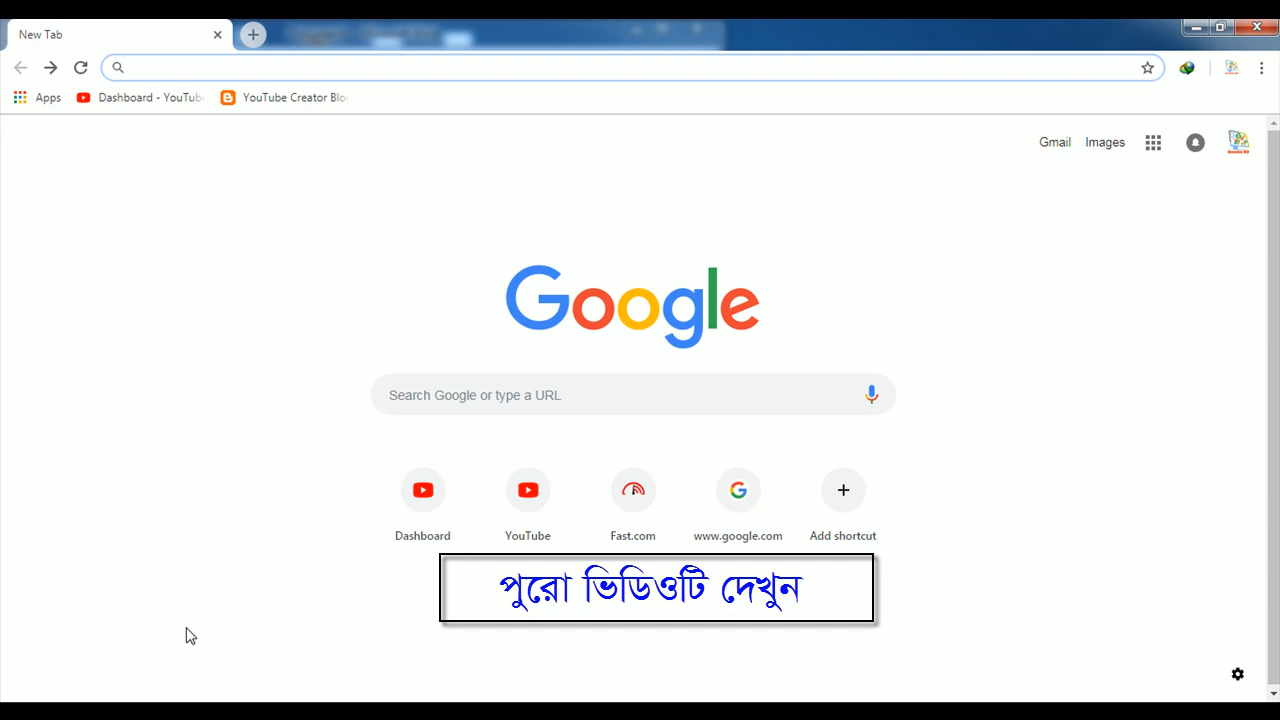 New Tab
Apps Dashboard - YouTub YouTube Creator Blo
Gmail Images
Google
Search Google or type a URL
Dashboard YouTube Fast.com www.google.com Add shortcut
পুরো ভিডিওটি দেখুন